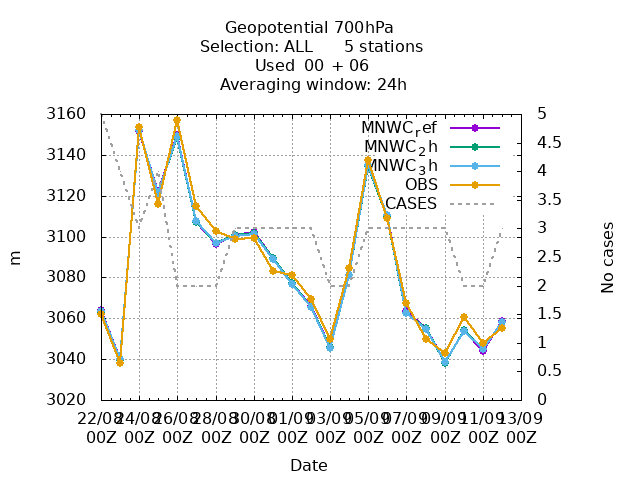 Geopotential 700hPa
Selection: ALL 5 stations
Used 00 + 06
Averaging window: 24h
MNWC_ref
MNWC_2h
MNWC_3h
OBS
CASES
3160
3140
3120
3100
3080
3060
3040
3020
m
5
4.5
4
3.5
3
2.5
2
1.5
1
0.5
0
No cases
22/08 24/08 26/08 28/08 30/08 01/09 03/09 05/09 07/09 09/09 11/09 13/09
00Z 00Z 00Z 00Z 00Z 00Z 00Z 00Z 00Z 00Z 00Z 00Z
Date